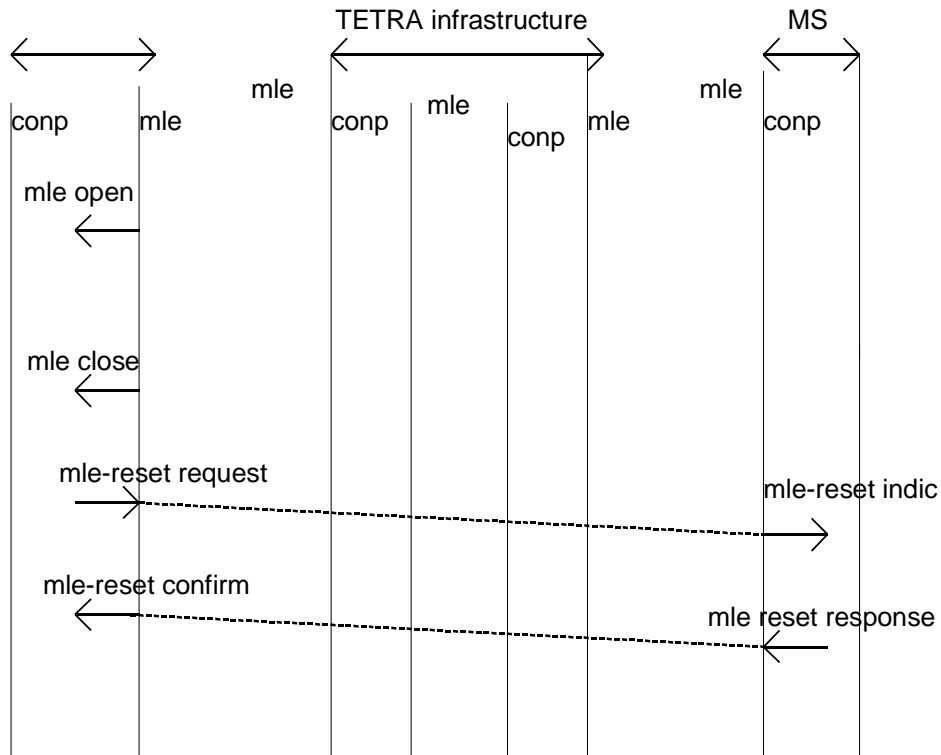 TETRA infrastructure
MS
mle
mle
mle
conp
mle
conp
conp
mle
conp
mle open
mle close
mle-reset request
mle-reset indic
mle-reset confirm
mle reset response